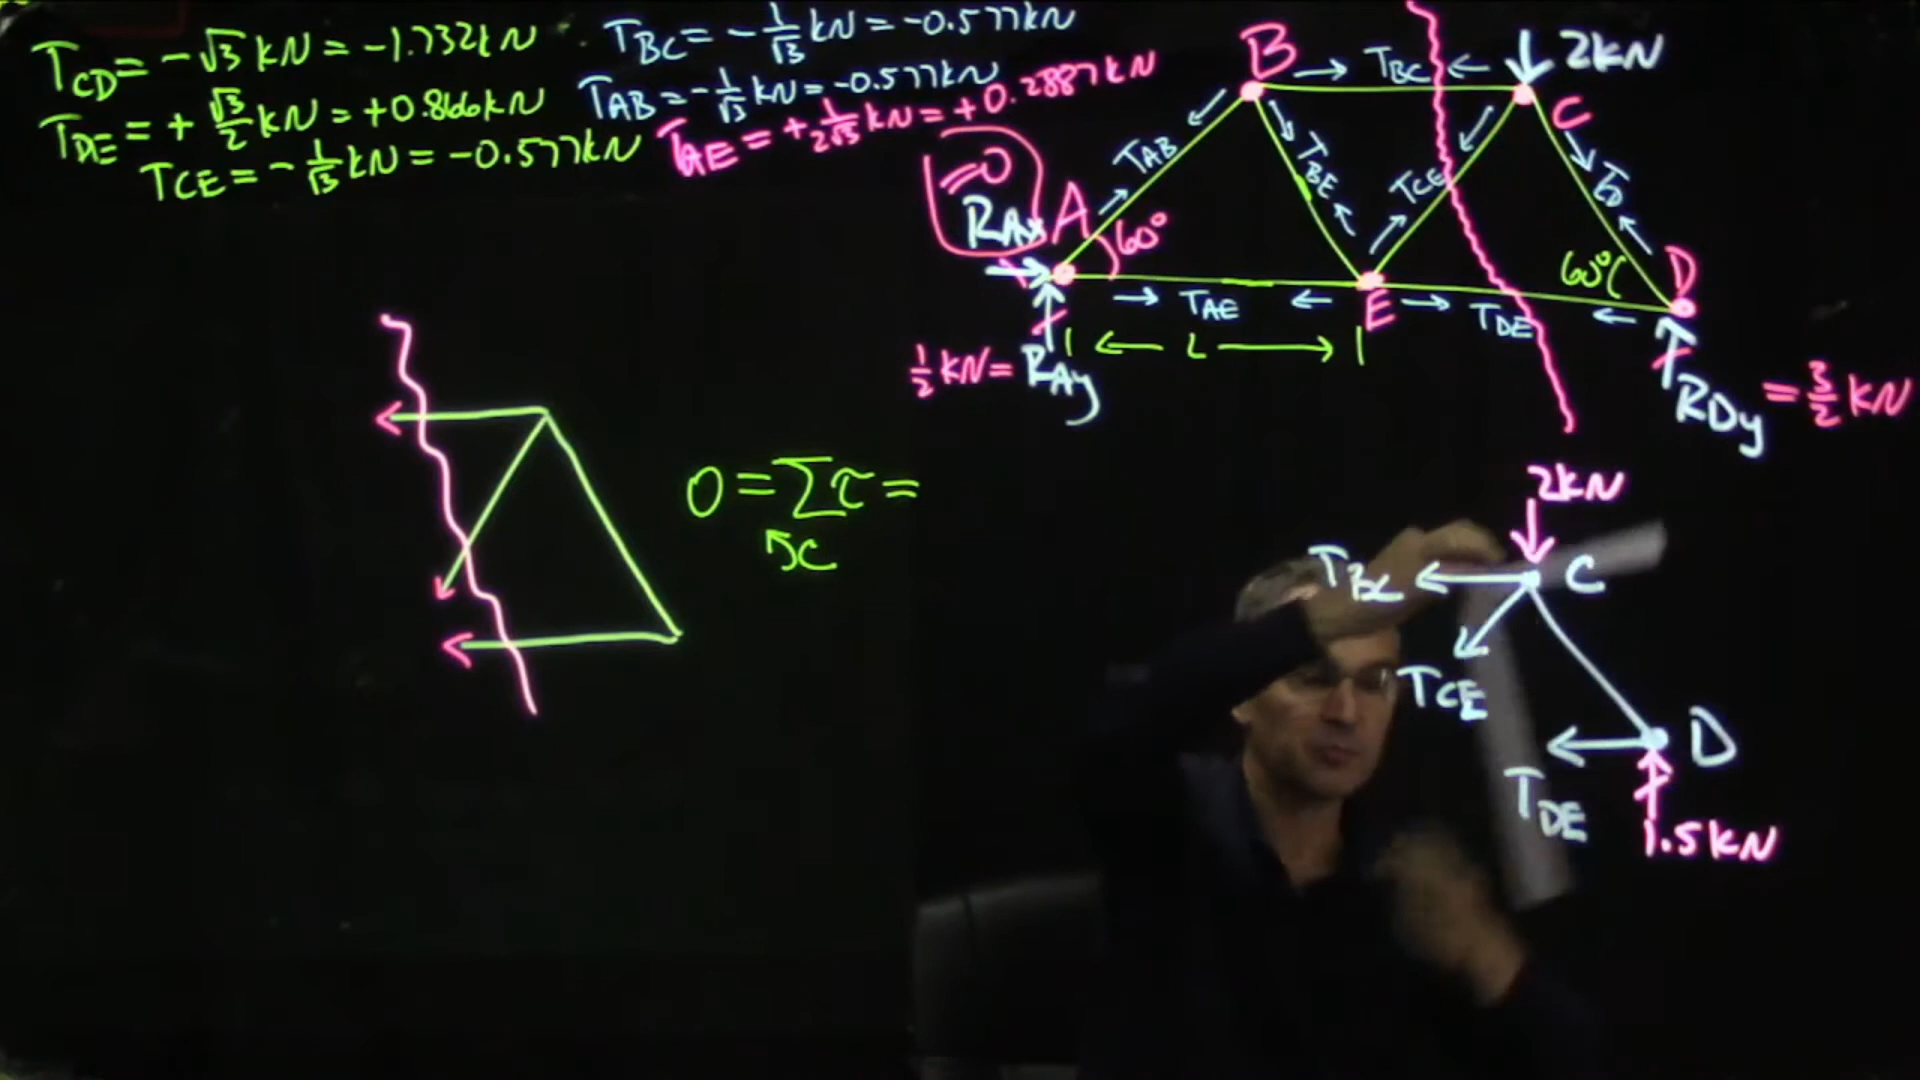 T_CD = -√3 kN = -1.732kN
T_DE = + √3/2 kN = +0.866kN
T_CE = - 1/√3 kN = -0.577kN
T_BC = - 1/√3 kN = -0.577kN
T_AB = - 1/√3 kN = -0.577kN
T_AE = + 1/2√3 kN = +0.2887kN
B
T_BC
2kN
C
=0
T_AB
T_BE
T_CE
T_CD
R_Ax
A
60°
60°
D
T_AE
E
T_DE
L
1/2 kN = R_Ay
R_Dy = 3/2 kN
0 = Στ =
C
2kN
T_BC
C
T_CE
D
T_DE
1.5kN